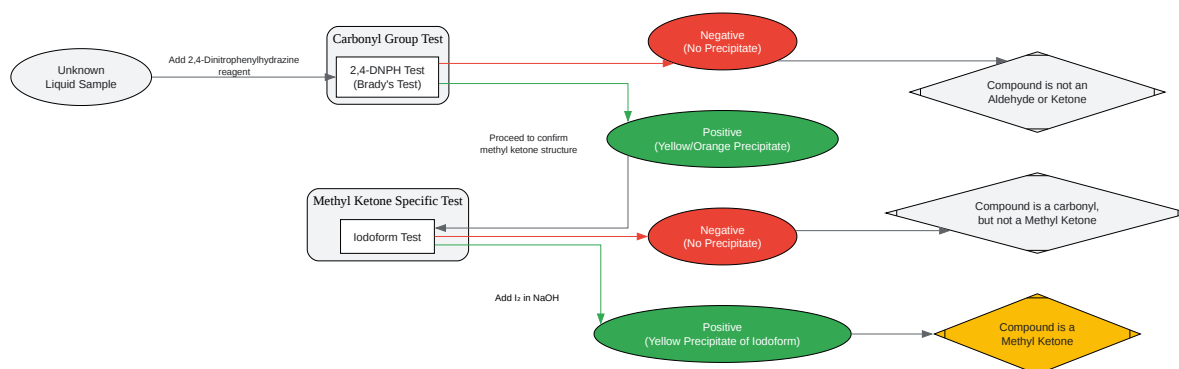 Unknown
Liquid Sample
Add 2,4-Dinitrophenylhydrazine
reagent
Carbonyl Group Test
2,4-DNPH Test
(Brady's Test)
Negative
(No Precipitate)
Compound is not an
Aldehyde or Ketone
Positive
(Yellow/Orange Precipitate)
Proceed to confirm
methyl ketone structure
Methyl Ketone Specific Test
Iodoform Test
Negative
(No Precipitate)
Compound is a carbonyl,
but not a Methyl Ketone
Add I₂ in NaOH
Positive
(Yellow Precipitate of Iodoform)
Compound is a
Methyl Ketone